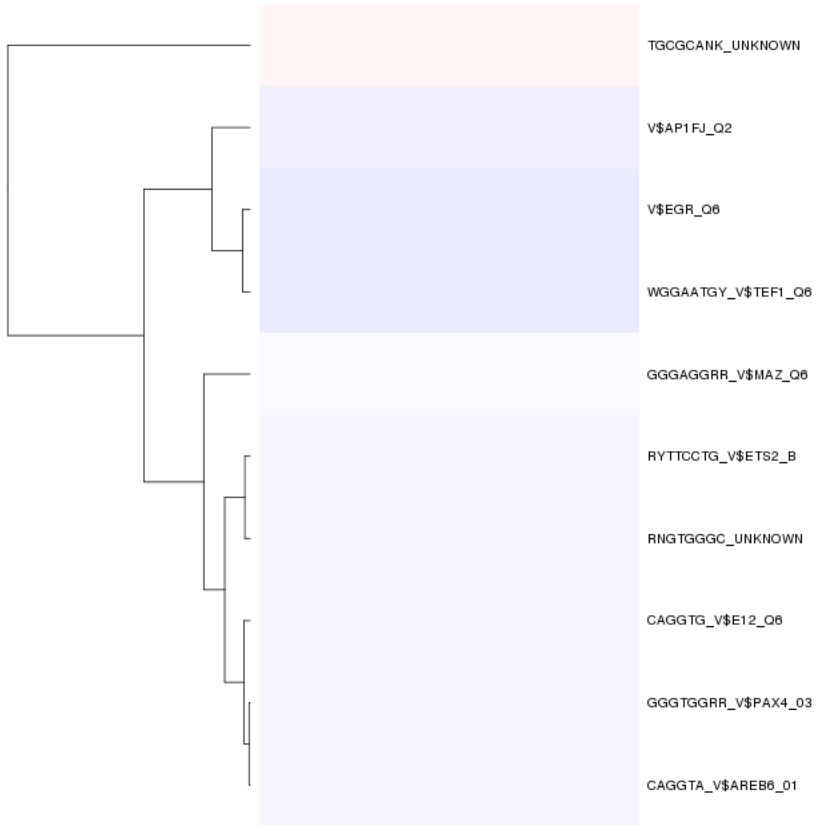 TGCGCANK_UNKNOWN
V$AP1FJ_Q2
V$EGR_Q6
WGGAATGY_V$TEF1_Q6
GGGAGGRR_V$MAZ_Q6
RYTTCCTG_V$ETS2_B
RNGTGGGC_UNKNOWN
CAGGTG_V$E12_Q6
GGGTGGRR_V$PAX4_03
CAGGTA_V$AREB6_01